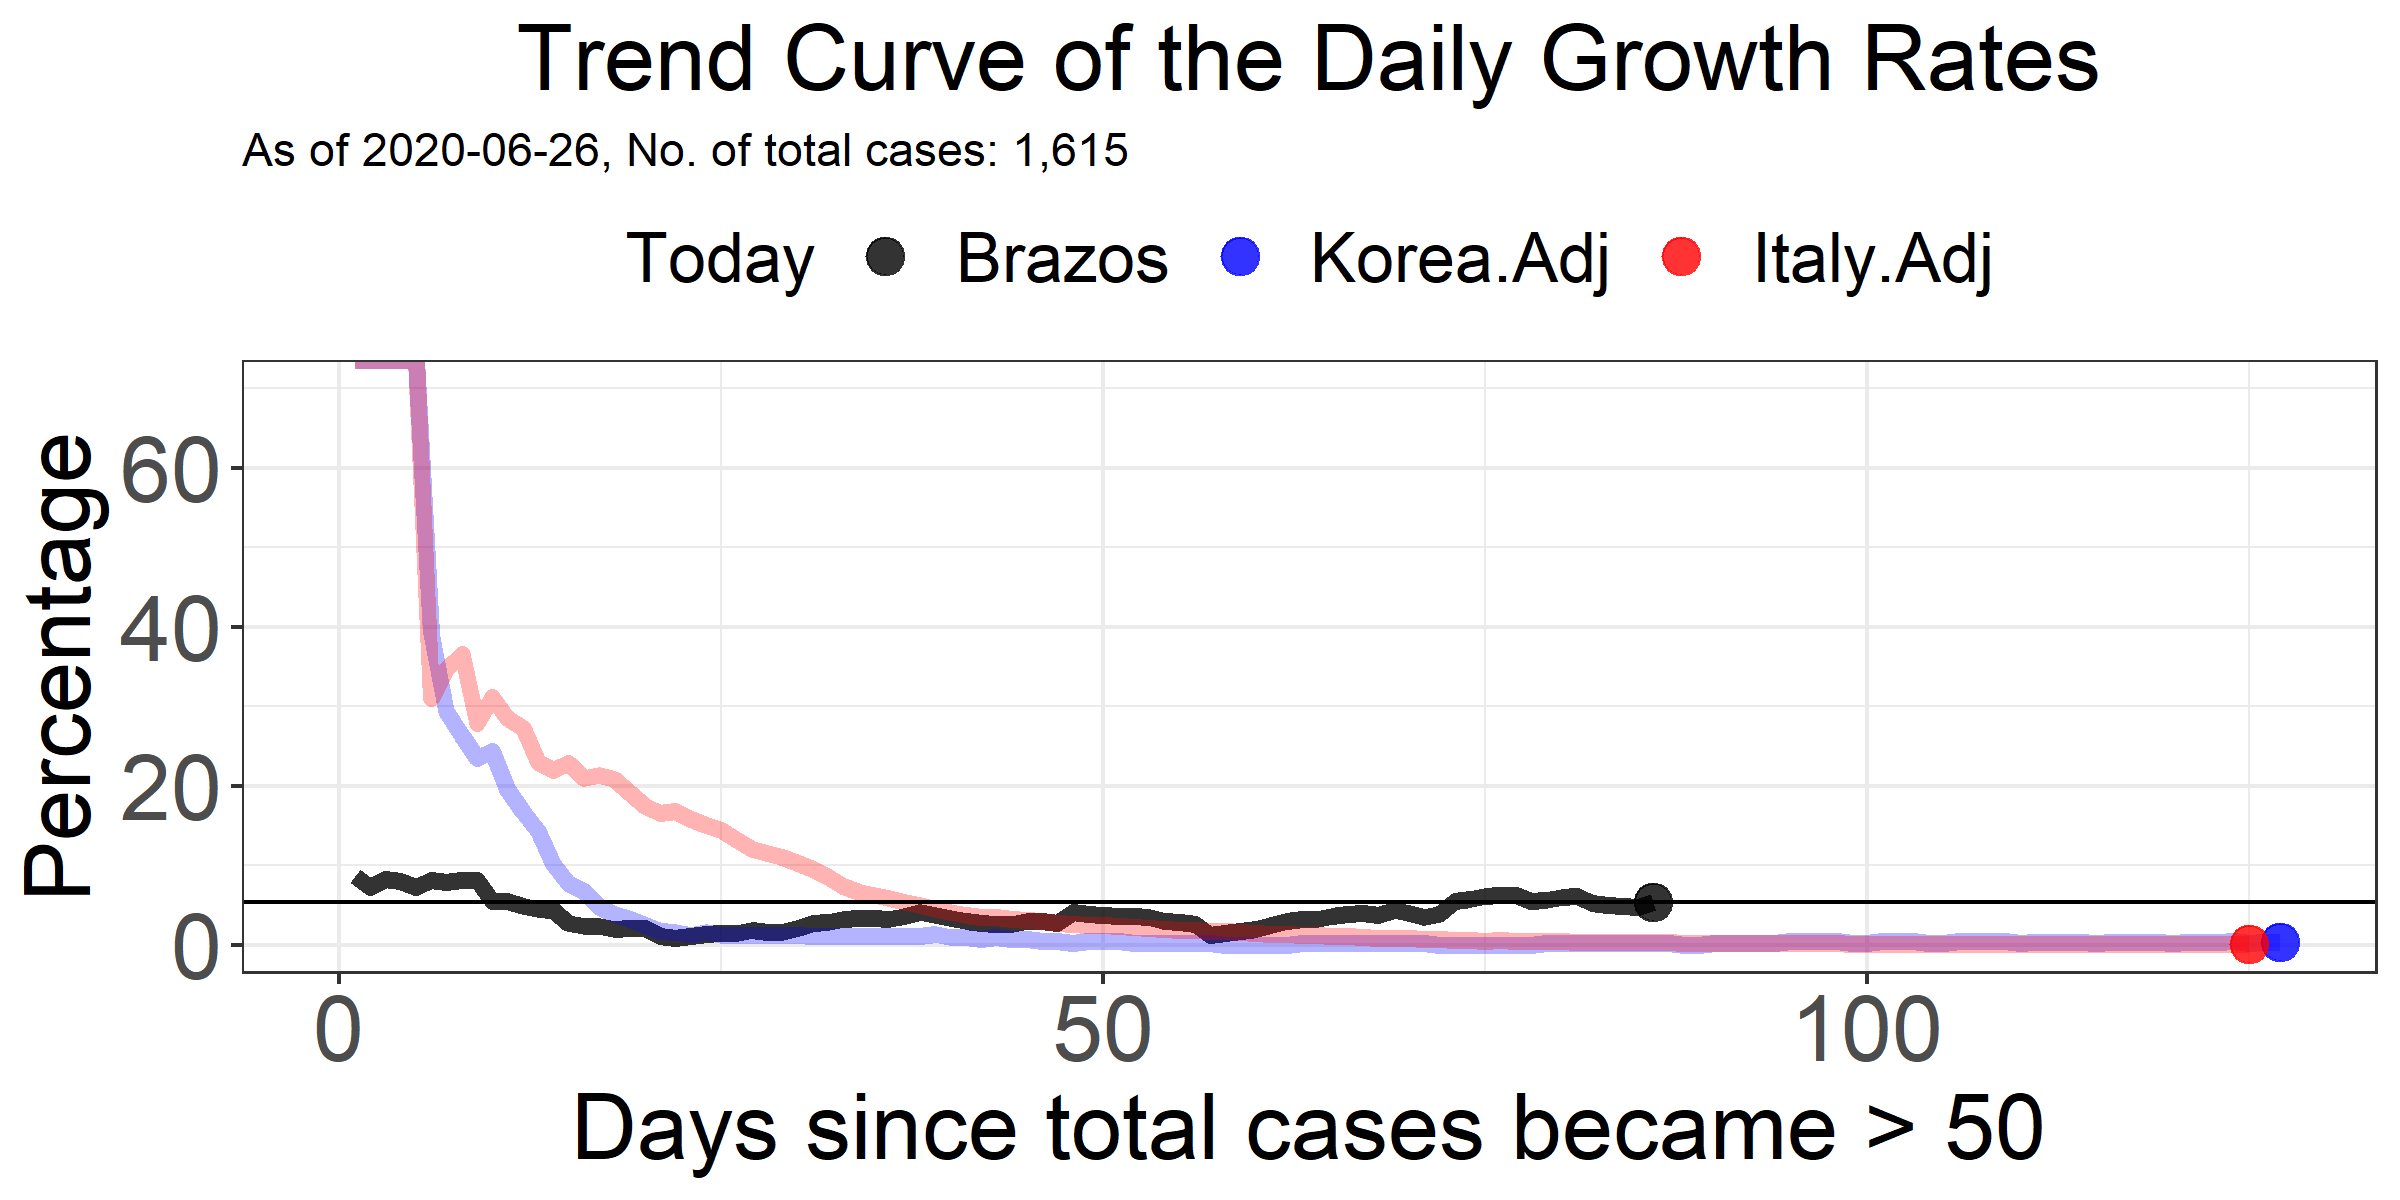 Trend Curve of the Daily Growth Rates
As of 2020-06-26, No. of total cases: 1,615
Today Brazos Korea.Adj Italy.Adj
Percentage
60
40
20
0
0 50 100
Days since total cases became > 50